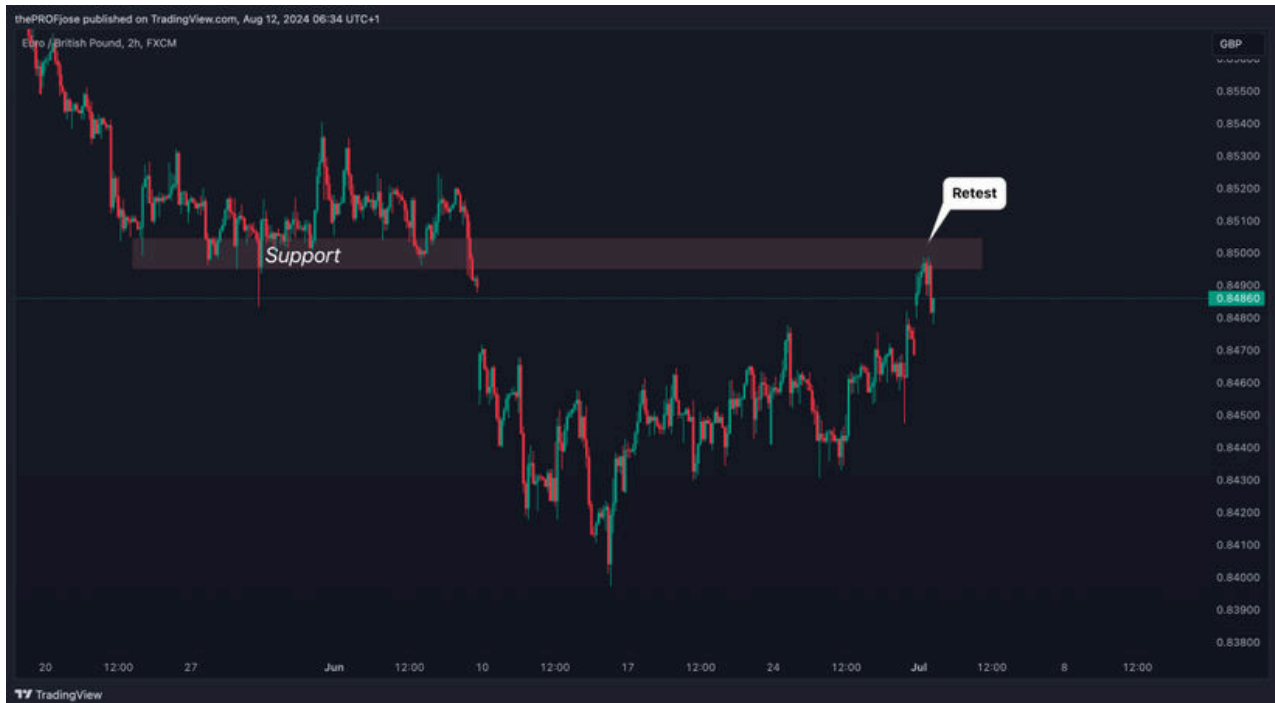 thePROFjose published on TradingView.com, Aug 12, 2024 06:34 UTC+1
Euro / British Pound, 2h, FXCM
GBP
0.85500
0.85400
0.85300
0.85200
Retest
0.85100
Support
0.85000
0.84900
0.84860
0.84800
0.84700
0.84600
0.84500
0.84400
0.84300
0.84200
0.84100
0.84000
0.83900
0.83800
20 12:00 27 Jun 12:00 10 12:00 17 12:00 24 12:00 Jul 12:00 8 12:00
TradingView